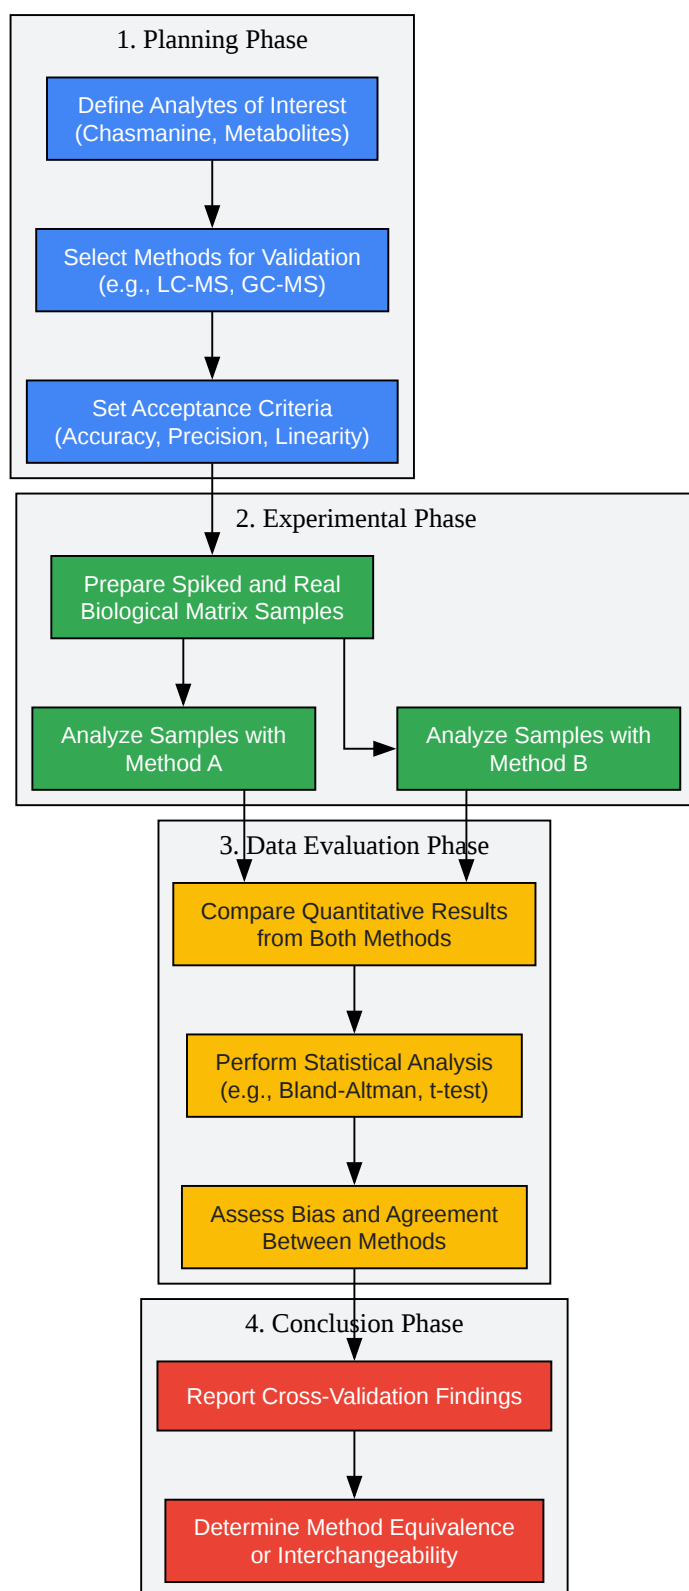 1. Planning Phase
Define Analytes of Interest
(Chasmanine, Metabolites)
Select Methods for Validation
(e.g., LC-MS, GC-MS)
Set Acceptance Criteria
(Accuracy, Precision, Linearity)
2. Experimental Phase
Prepare Spiked and Real
Biological Matrix Samples
Analyze Samples with
Method A
Analyze Samples with
Method B
3. Data Evaluation Phase
Compare Quantitative Results
from Both Methods
Perform Statistical Analysis
(e.g., Bland-Altman, t-test)
Assess Bias and Agreement
Between Methods
4. Conclusion Phase
Report Cross-Validation Findings
Determine Method Equivalence
or Interchangeability